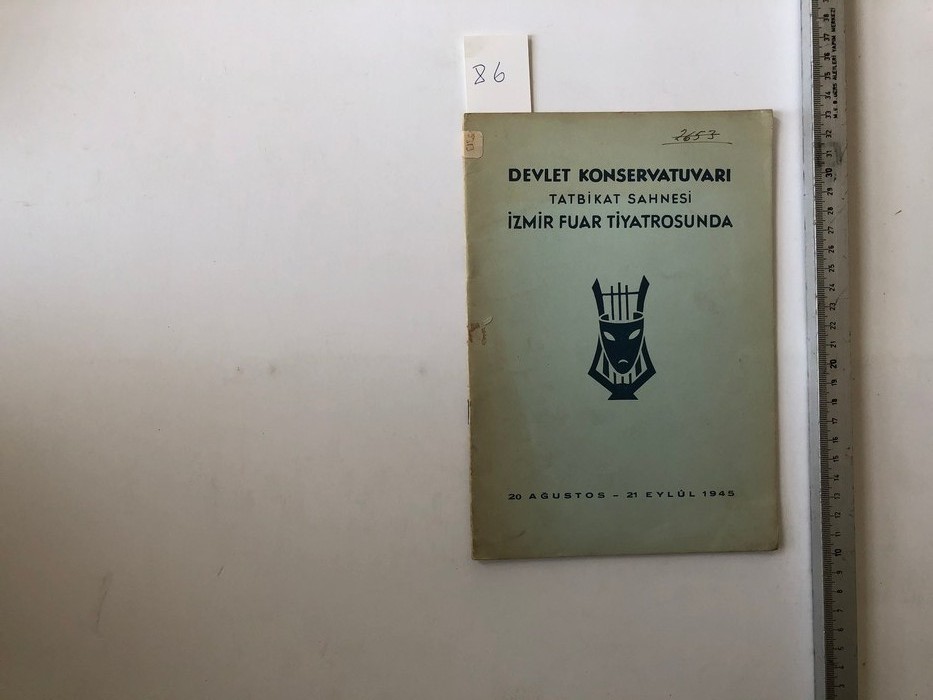 86
2653
DEVLET KONSERVATUVARI
TATBİKAT SAHNESİ
İZMİR FUAR TİYATROSUNDA
20 AĞUSTOS – 21 EYLÜL 1945